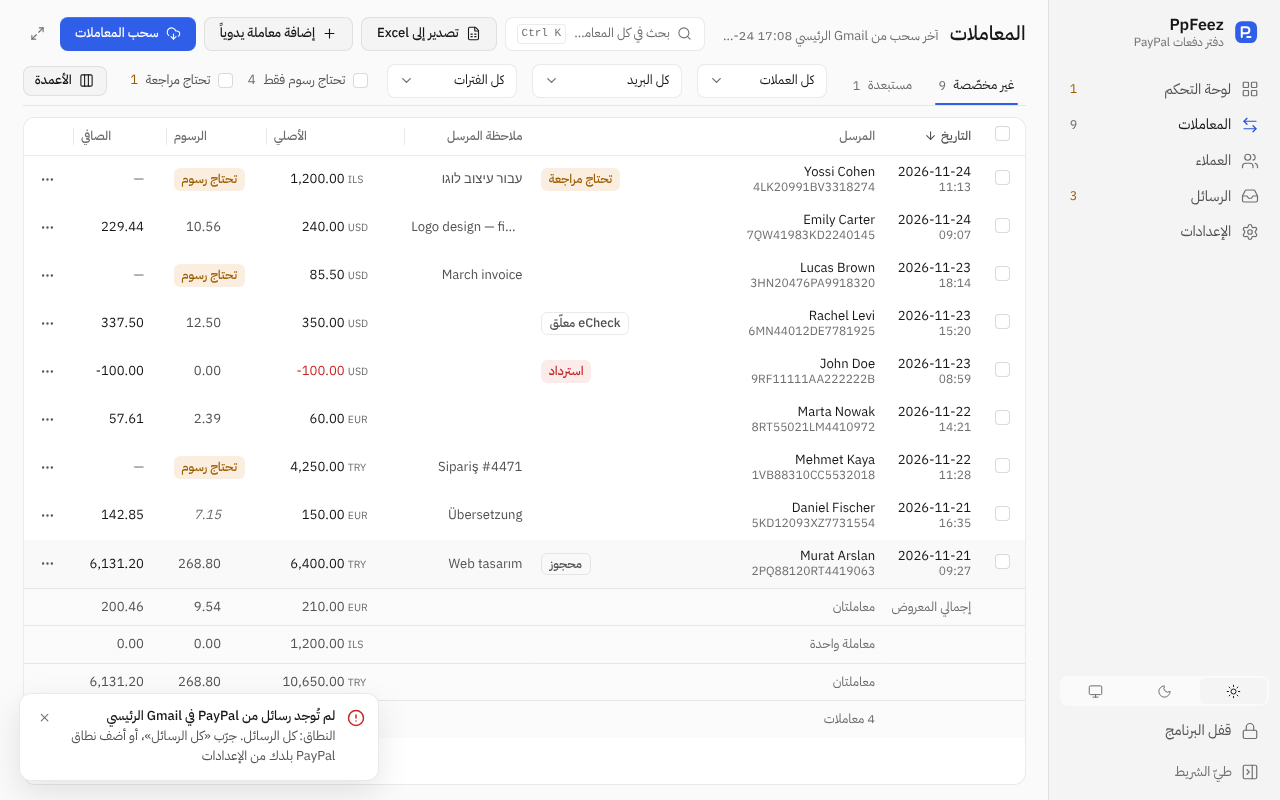 PpFeez
دفتر دفعات PayPal
لوحة التحكم 1
المعاملات 9
العملاء
الرسائل 3
الإعدادات
قفل البرنامج
طيّ الشريط
المعاملات
آخر سحب من Gmail الرئيسي 17:08 24-...
بحث في كل المعامـ... Ctrl K
تصدير إلى Excel
إضافة معاملة يدوياً
سحب المعاملات
غير مخصّصة 9
مستبعدة 1
كل العملات
كل البريد
كل الفترات
تحتاج رسوم فقط 4
تحتاج مراجعة 1
الأعمدة
التاريخ المرسل ملاحظة المرسل الأصلي الرسوم الصافي
2026-11-24 Yossi Cohen تحتاج مراجعة עבור עיצוב לוגו 1,200.00 ILS تحتاج رسوم —
11:13 4LK20991BV3318274
2026-11-24 Emily Carter Logo design — fi... 240.00 USD 10.56 229.44
09:07 7QW41983KD2240145
2026-11-23 Lucas Brown March invoice 85.50 USD تحتاج رسوم —
18:14 3HN20476PA9918320
2026-11-23 Rachel Levi eCheck معلّق 350.00 USD 12.50 337.50
15:20 6MN44012DE7781925
2026-11-23 John Doe استرداد -100.00 USD 0.00 -100.00
08:59 9RF11111AA222222B
2026-11-22 Marta Nowak 60.00 EUR 2.39 57.61
14:21 8RT55021LM4410972
2026-11-22 Mehmet Kaya Sipariş #4471 4,250.00 TRY تحتاج رسوم —
11:28 1VB88310CC5532018
2026-11-21 Daniel Fischer Übersetzung 150.00 EUR 7.15 142.85
16:35 5KD12093XZ7731554
2026-11-21 Murat Arslan محجوز Web tasarım 6,400.00 TRY 268.80 6,131.20
09:27 2PQ88120RT4419063
إجمالي المعروض معاملتان 210.00 EUR 9.54 200.46
معاملة واحدة 1,200.00 ILS 0.00 0.00
معاملتان 10,650.00 TRY 268.80 6,131.20
4 معاملات
لم تُوجد رسائل من PayPal في Gmail الرئيسي
النطاق: كل الرسائل. جرّب «كل الرسائل»، أو أضف نطاق
PayPal بلدك من الإعدادات